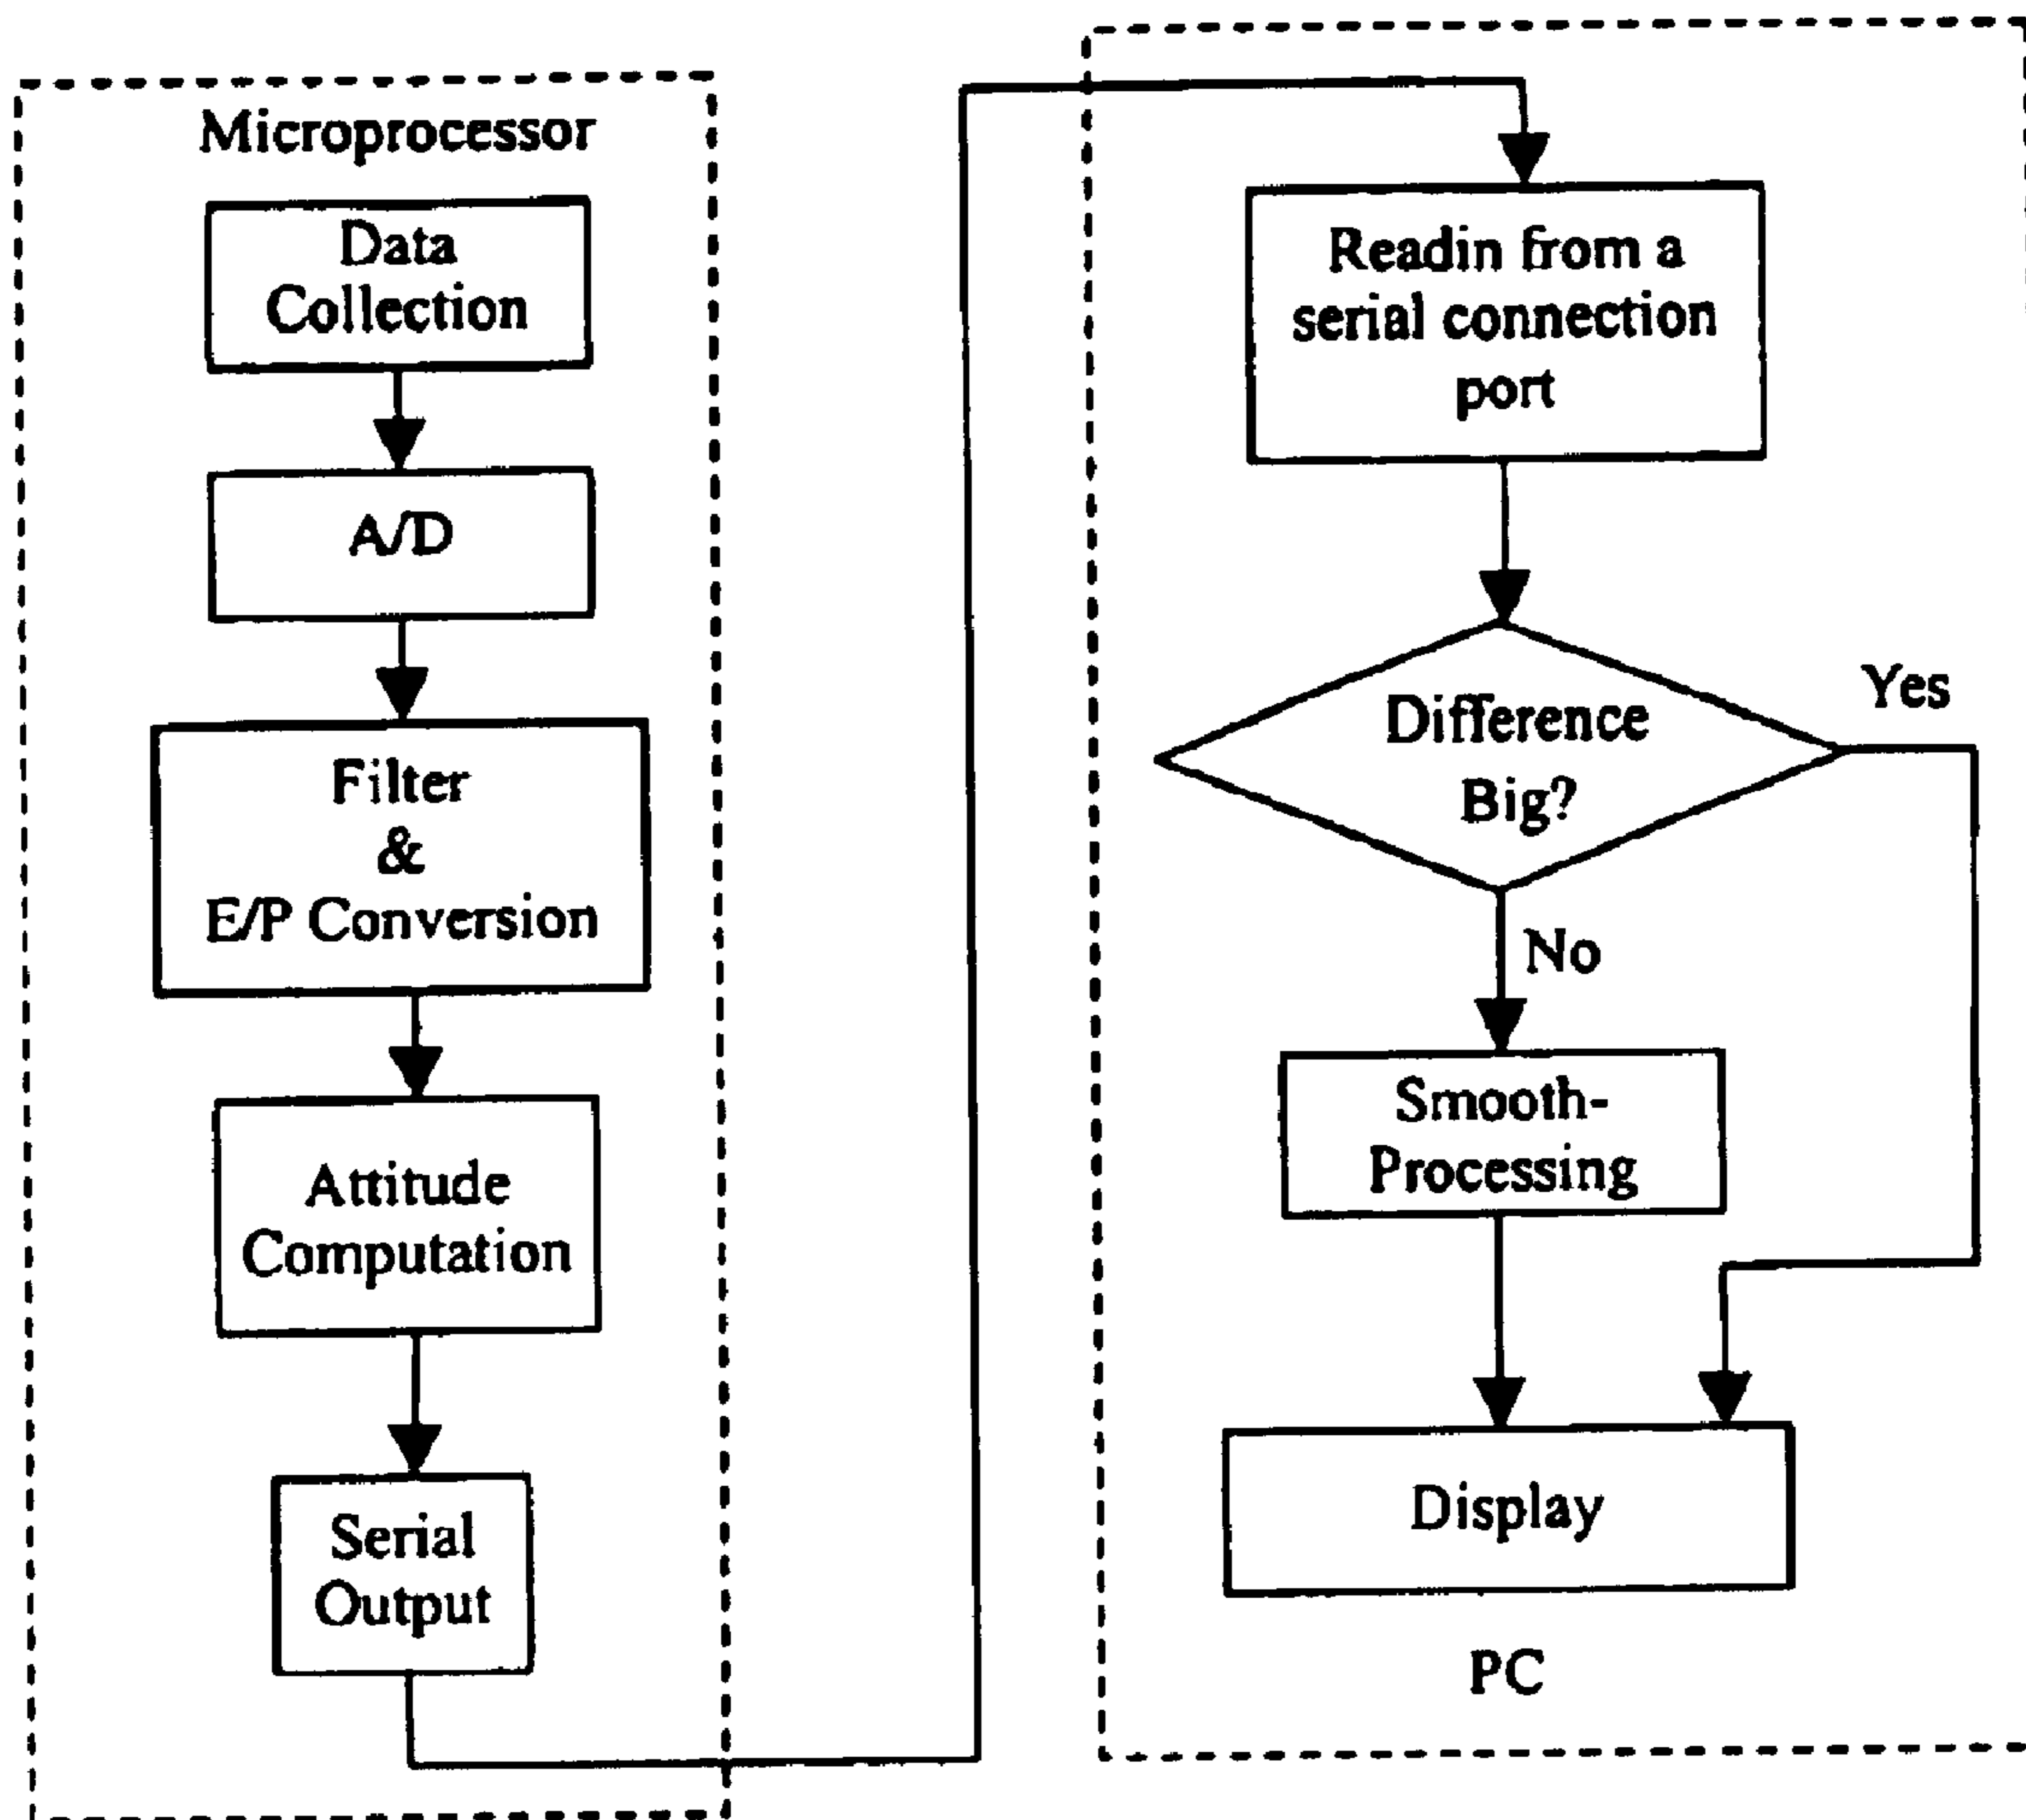 Microprocessor
Data
Collection
A/D
Filter
&
E/P Conversion
Attitude
Computation
Serial
Output
Readin from a
serial connection
port
Difference
Big?
Yes
No
Smooth-
Processing
Display
PC